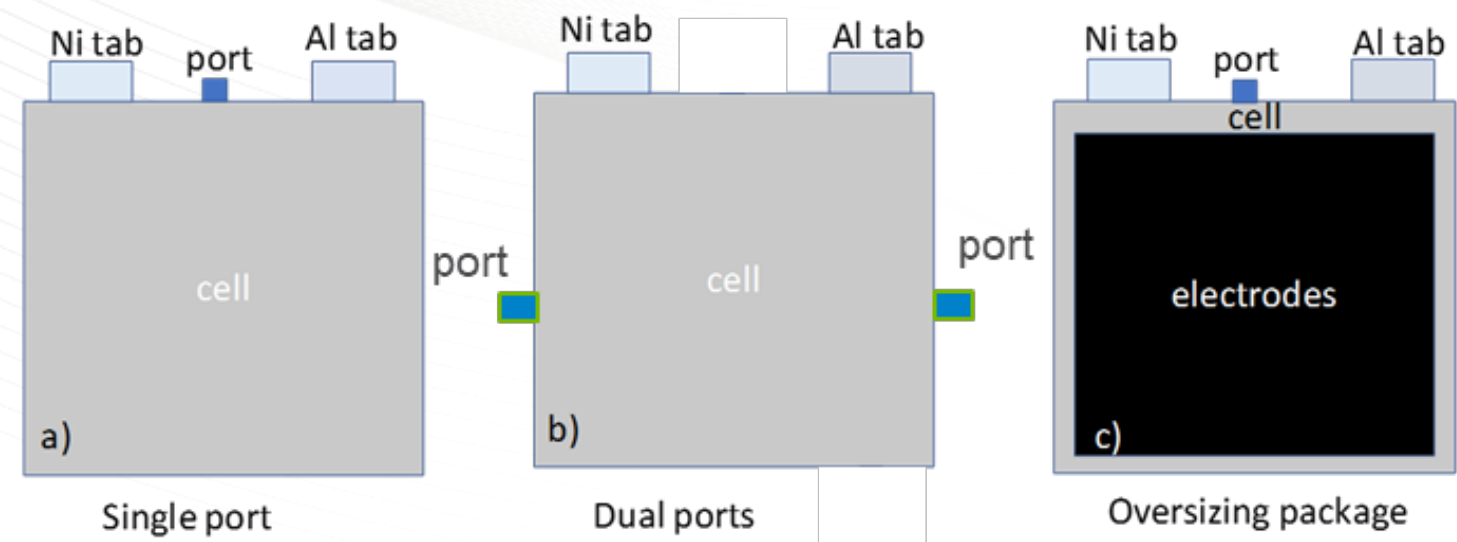 Ni tab
port
Al tab
cell
a)
Single port
Ni tab
Al tab
port
cell
port
b)
Dual ports
Ni tab
port
Al tab
cell
electrodes
c)
Oversizing package